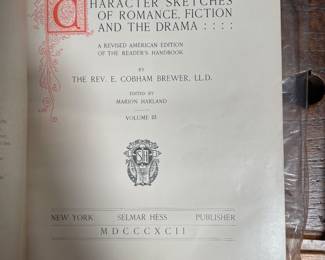 CHARACTER SKETCHES
OF ROMANCE, FICTION
AND THE DRAMA : : : :
A REVISED AMERICAN EDITION
OF THE READER'S HANDBOOK
BY
THE REV. E. COBHAM BREWER, LL.D.
EDITED BY
MARION HARLAND
VOLUME III
NEW YORK SELMAR HESS PUBLISHER
MDCCCXCII